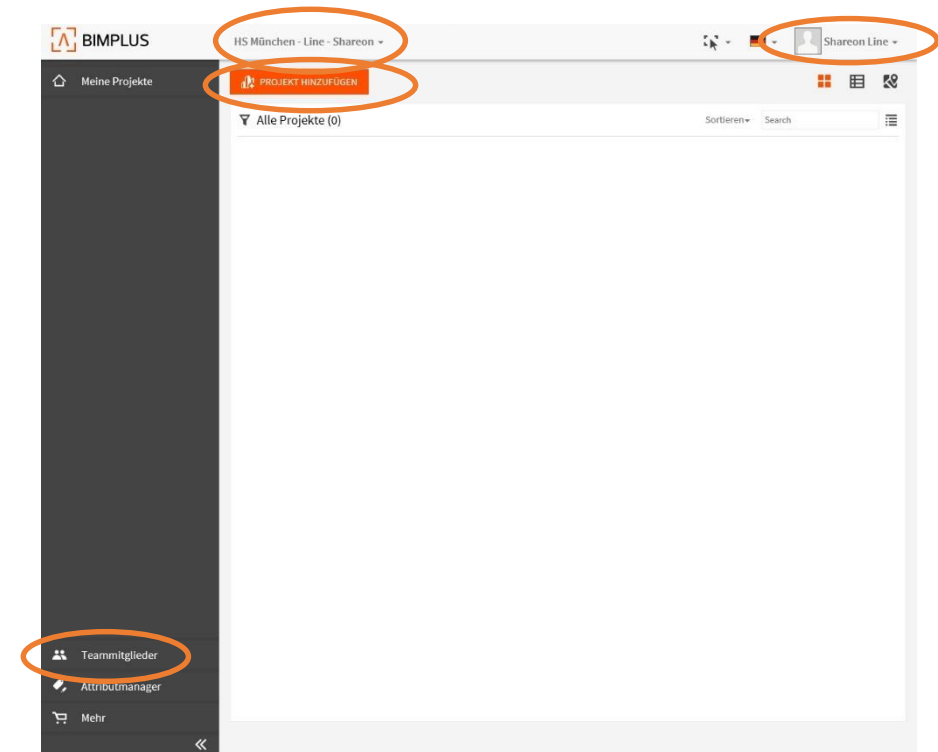 BIMPLUS
HS München - Line - Shareon
Shareon Line
Meine Projekte
PROJEKT HINZUFÜGEN
Alle Projekte (0)
Sortieren
Search
Teammitglieder
Attributmanager
Mehr